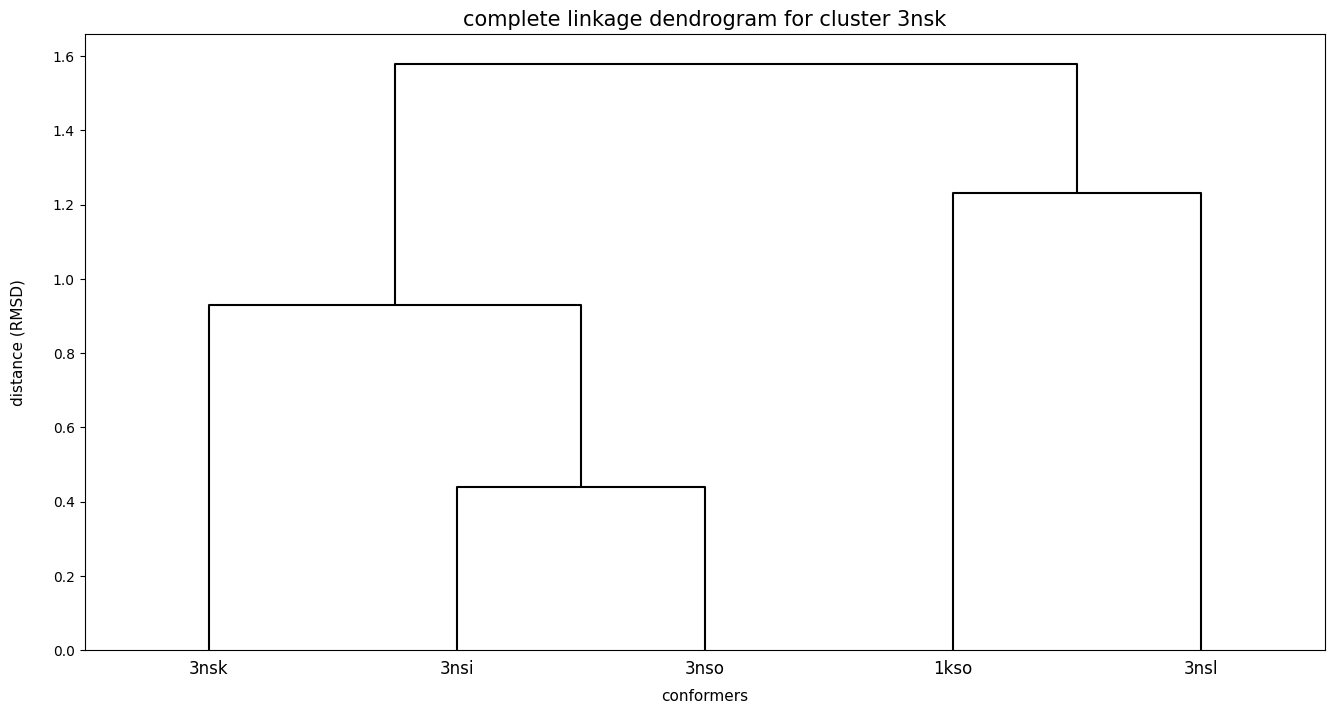 complete linkage dendrogram for cluster 3nsk
1.6
1.4
1.2
1.0
0.8
0.6
0.4
0.2
0.0
distance (RMSD)
3nsk 3nsi 3nso 1kso 3nsl
conformers